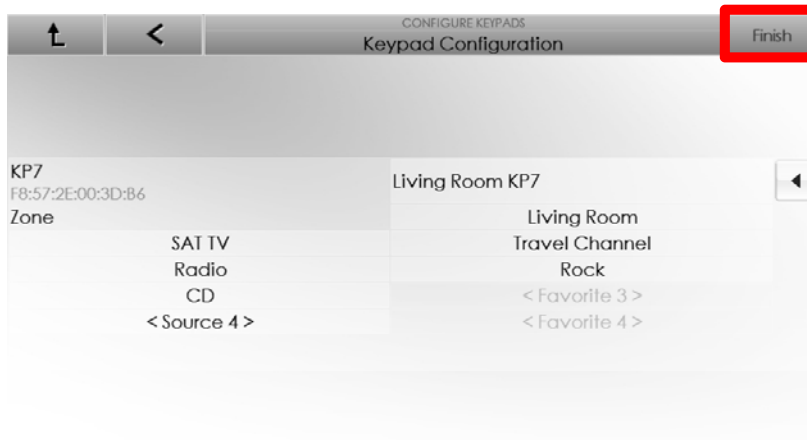 CONFIGURE KEYPADS
Keypad Configuration
Finish
KP7
F8:57:2E:00:3D:B6
Living Room KP7
Zone
Living Room
SAT TV
Travel Channel
Radio
Rock
CD
< Favorite 3 >
< Source 4 >
< Favorite 4 >